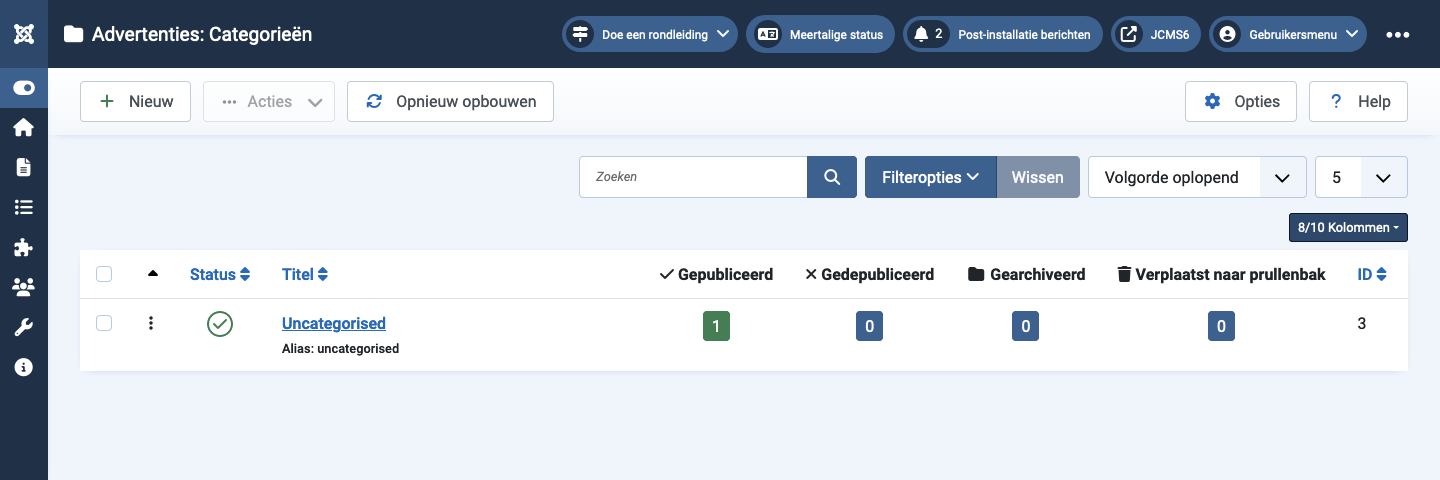 Advertenties: Categorieën
Doe een rondleiding
Meertalige status
2 Post-installatie berichten
JCMS6
Gebruikersmenu
Nieuw
Acties
Opnieuw opbouwen
Opties
? Help
Zoeken
Filteropties
Wissen
Volgorde oplopend
5
8/10 Kolommen
Status Titel Gepubliceerd Gedepubliceerd Gearchiveerd Verplaatst naar prullenbak ID
Uncategorised 1 0 0 0 3
Alias: uncategorised